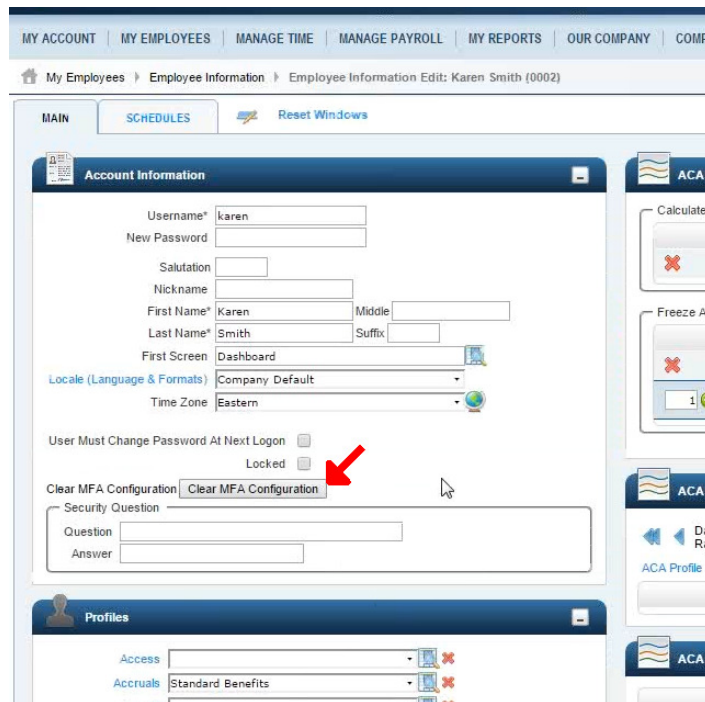 MY ACCOUNT MY EMPLOYEES MANAGE TIME MANAGE PAYROLL MY REPORTS OUR COMPANY
My Employees Employee Information Employee Information Edit: Karen Smith (0002)
MAIN SCHEDULES Reset Windows
Account Information
Username* karen
New Password
Salutation
Nickname
First Name* Karen Middle
Last Name* Smith Suffix
First Screen Dashboard
Locale (Language & Formats) Company Default
Time Zone Eastern
User Must Change Password At Next Logon
Locked
Clear MFA Configuration Clear MFA Configuration
Security Question
Question
Answer
Profiles
Access
Accruals Standard Benefits
ACA
Calculate
Freeze A
1
ACA
ACA Profile
ACA